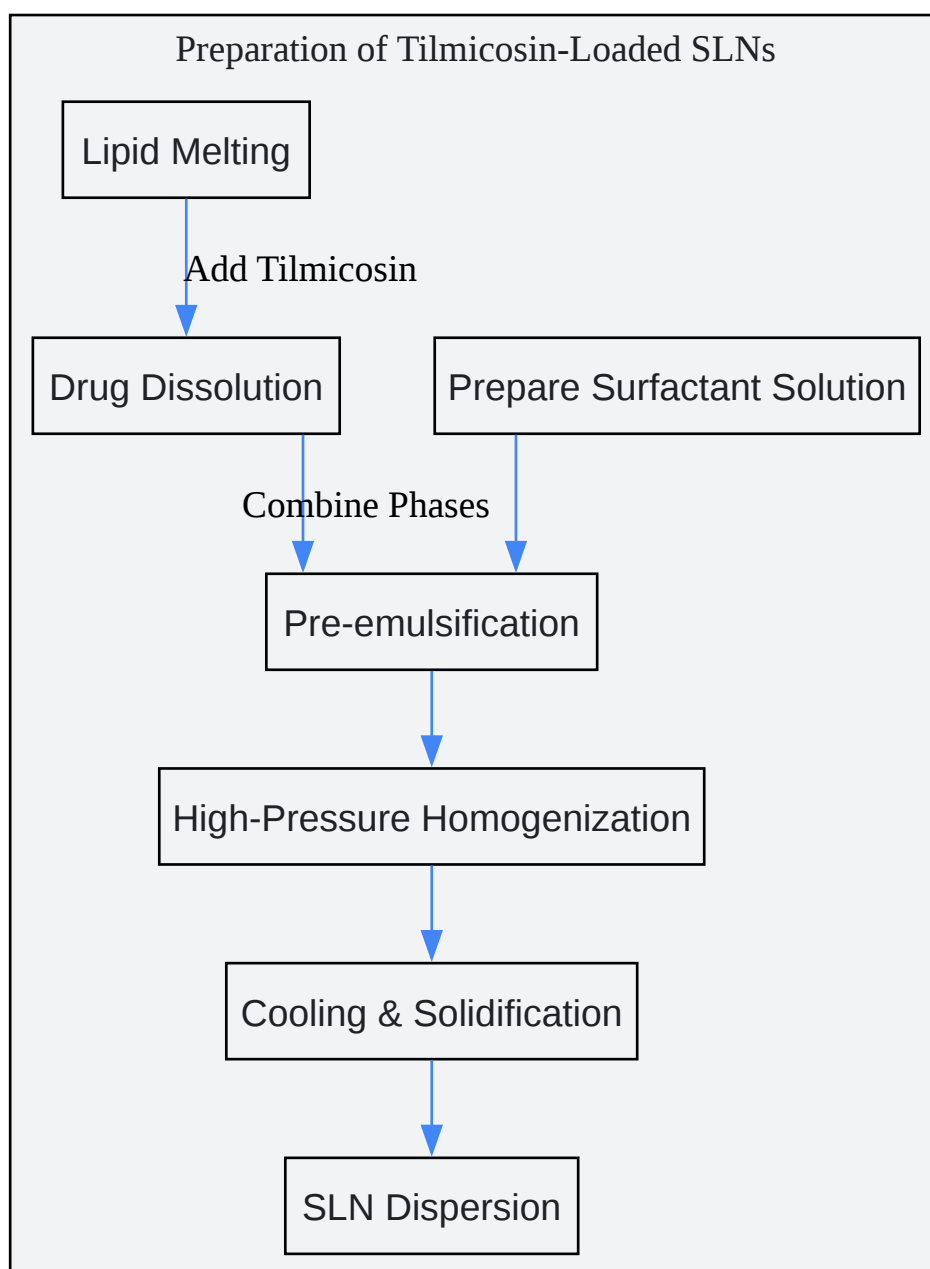 Preparation of Tilmicosin-Loaded SLNs
Lipid Melting
Add Tilmicosin
Drug Dissolution
Prepare Surfactant Solution
Combine Phases
Pre-emulsification
High-Pressure Homogenization
Cooling & Solidification
SLN Dispersion